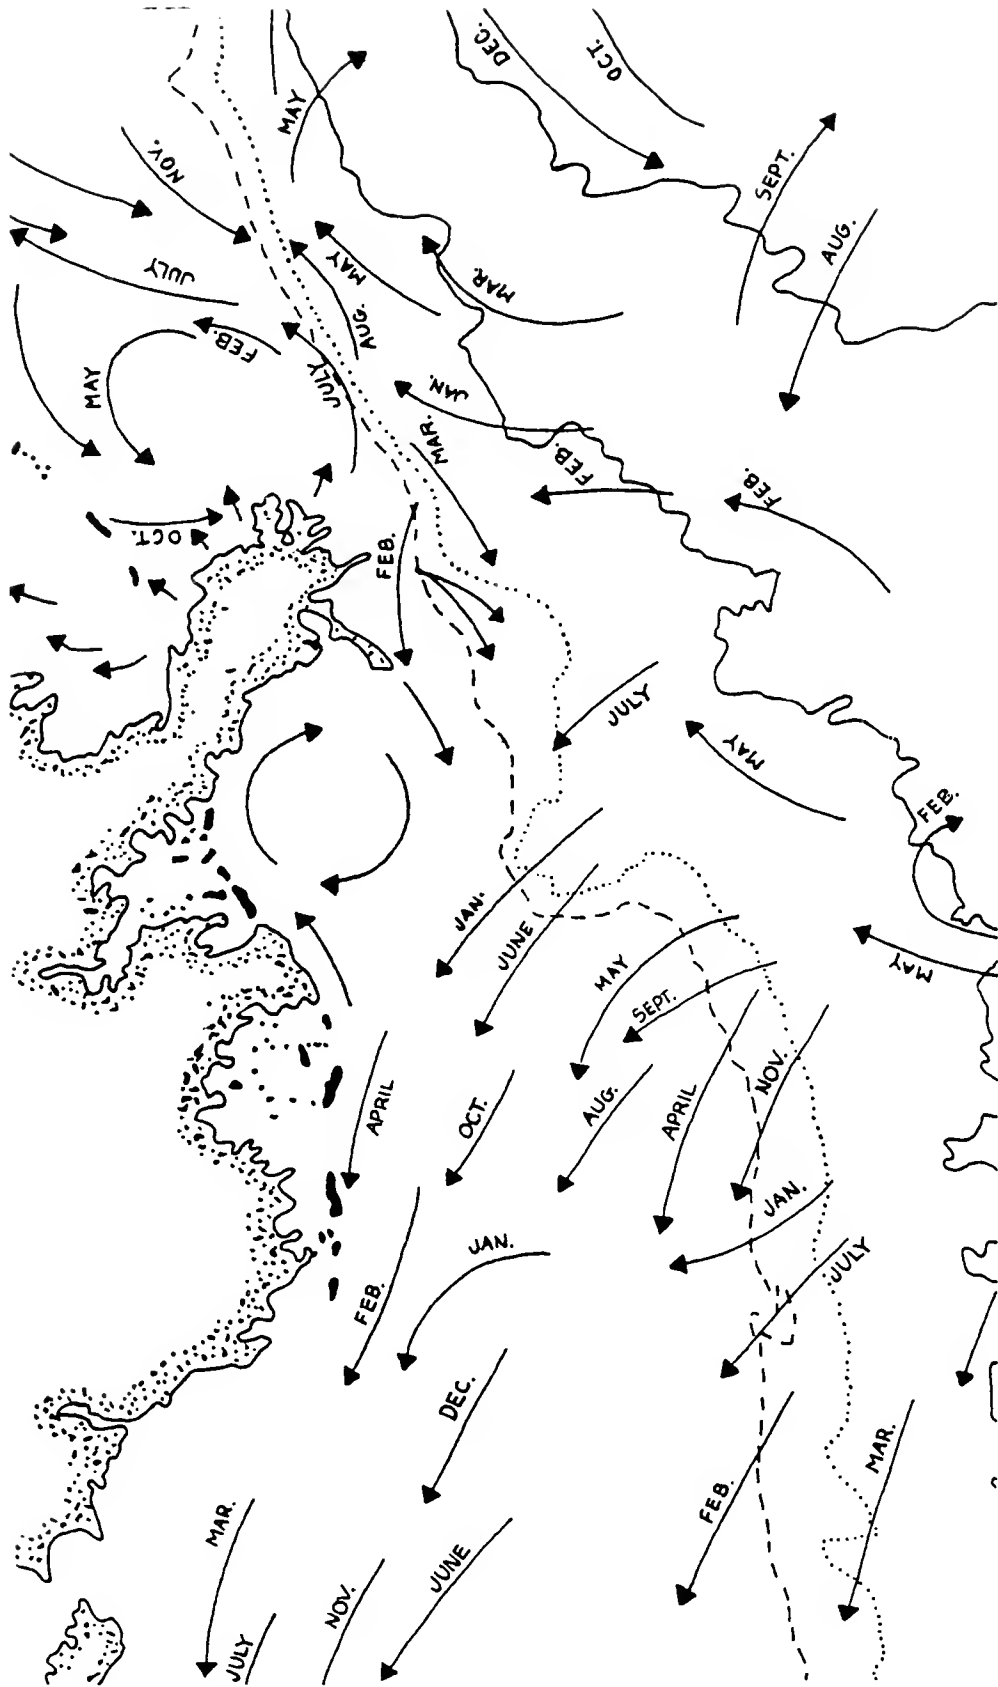 DEC.
OCT.
MAY
NOV.
SEPT.
AUG.
JULY
MAY
MAR.
FEB.
AUG.
MAY
JULY
JAN.
MAR.
FEB.
FEB.
OCT.
FEB.
JULY
MAY
FEB.
JAN.
JUNE
MAY
MAY
SEPT.
APRIL
OCT.
AUG.
APRIL
NOV.
JAN.
JAN.
JULY
FEB.
DEC.
MAR.
FEB.
MAR.
JUNE
NOV.
JULY